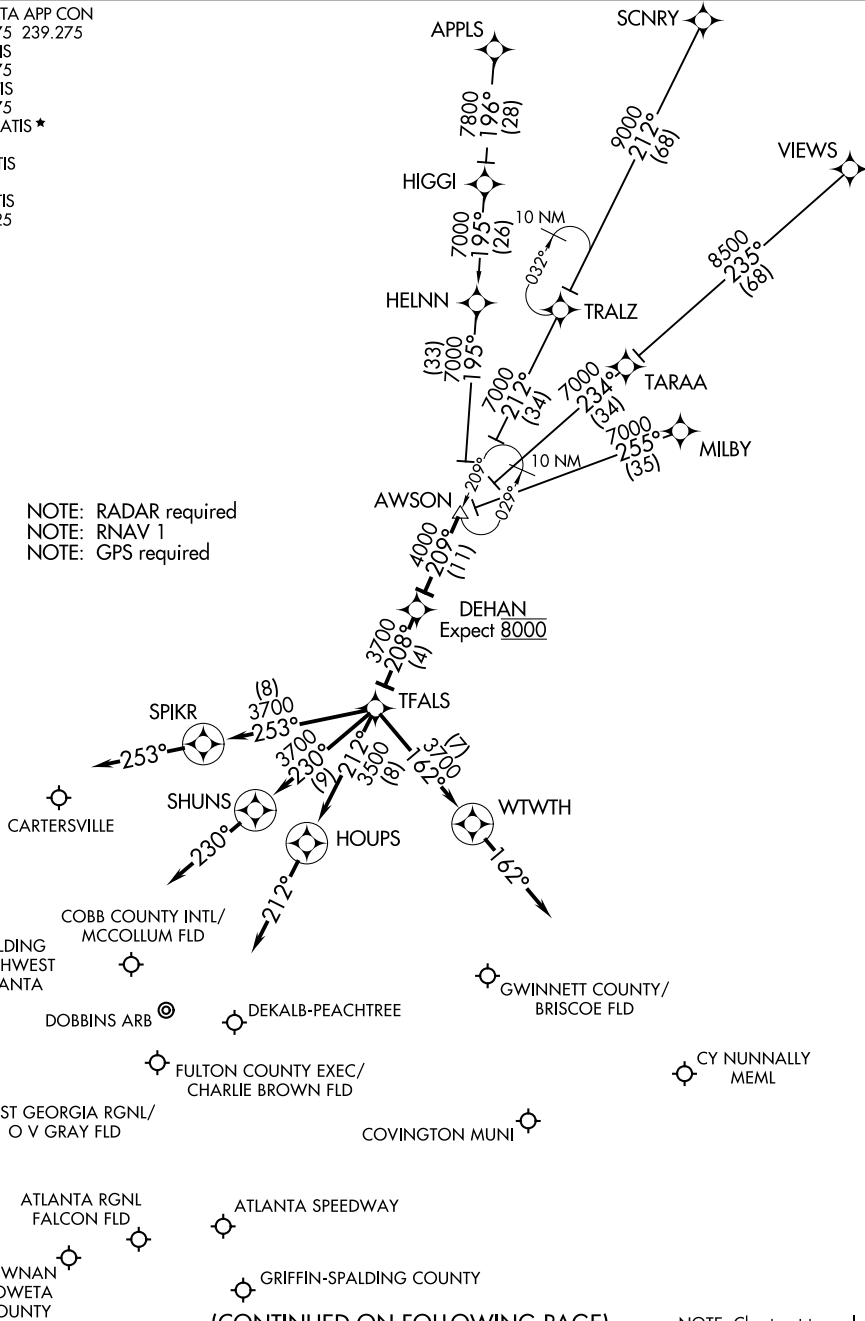 TA APP CON
75 239.275
IS
75
IS
75
ATIS ★
TIS
TIS
25
APPLS
SCNRY
VIEWS
7800
196°
(28)
9000
212°
(68)
8500
235°
(68)
HIGGI
7000
195°
(26)
10 NM
032°
HELNN
TRALZ
(33)
7000
195°
7000
212°
(34)
7000
234°
(34)
TARAA
7000
255°
(35)
MILBY
209°
10 NM
029°
AWSON
NOTE: RADAR required
NOTE: RNAV 1
NOTE: GPS required
4000
209°
(11)
DEHAN
Expect 8000
3700
208°
(4)
TFALS
(8)
3700
253°
SPIKR
253°
3700
230°
(9)
212°
3500
(8)
(7)
3700
162°
SHUNS
230°
HOUPS
212°
WTWTH
162°
CARTERSVILLE
COBB COUNTY INTL/
MCCOLLUM FLD
LDING
HWEST
ANTA
DOBBINS ARB
DEKALB-PEACHTREE
GWINNETT COUNTY/
BRISCOE FLD
FULTON COUNTY EXEC/
CHARLIE BROWN FLD
CY NUNNALLY
MEML
ST GEORGIA RGNL/
O V GRAY FLD
COVINGTON MUNI
ATLANTA RGNL
FALCON FLD
ATLANTA SPEEDWAY
WNAN
OWETA
OUNTY
GRIFFIN-SPALDING COUNTY
(CONTINUED ON FOLLOWING PAGE)